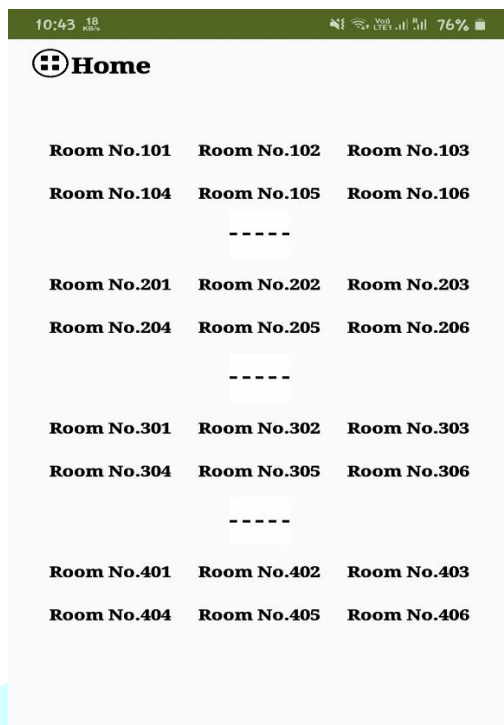 10:43 18 KB/s Vo)) LTE1 R 76%
Home
Room No.101 Room No.102 Room No.103
Room No.104 Room No.105 Room No.106
-----
Room No.201 Room No.202 Room No.203
Room No.204 Room No.205 Room No.206
-----
Room No.301 Room No.302 Room No.303
Room No.304 Room No.305 Room No.306
-----
Room No.401 Room No.402 Room No.403
Room No.404 Room No.405 Room No.406